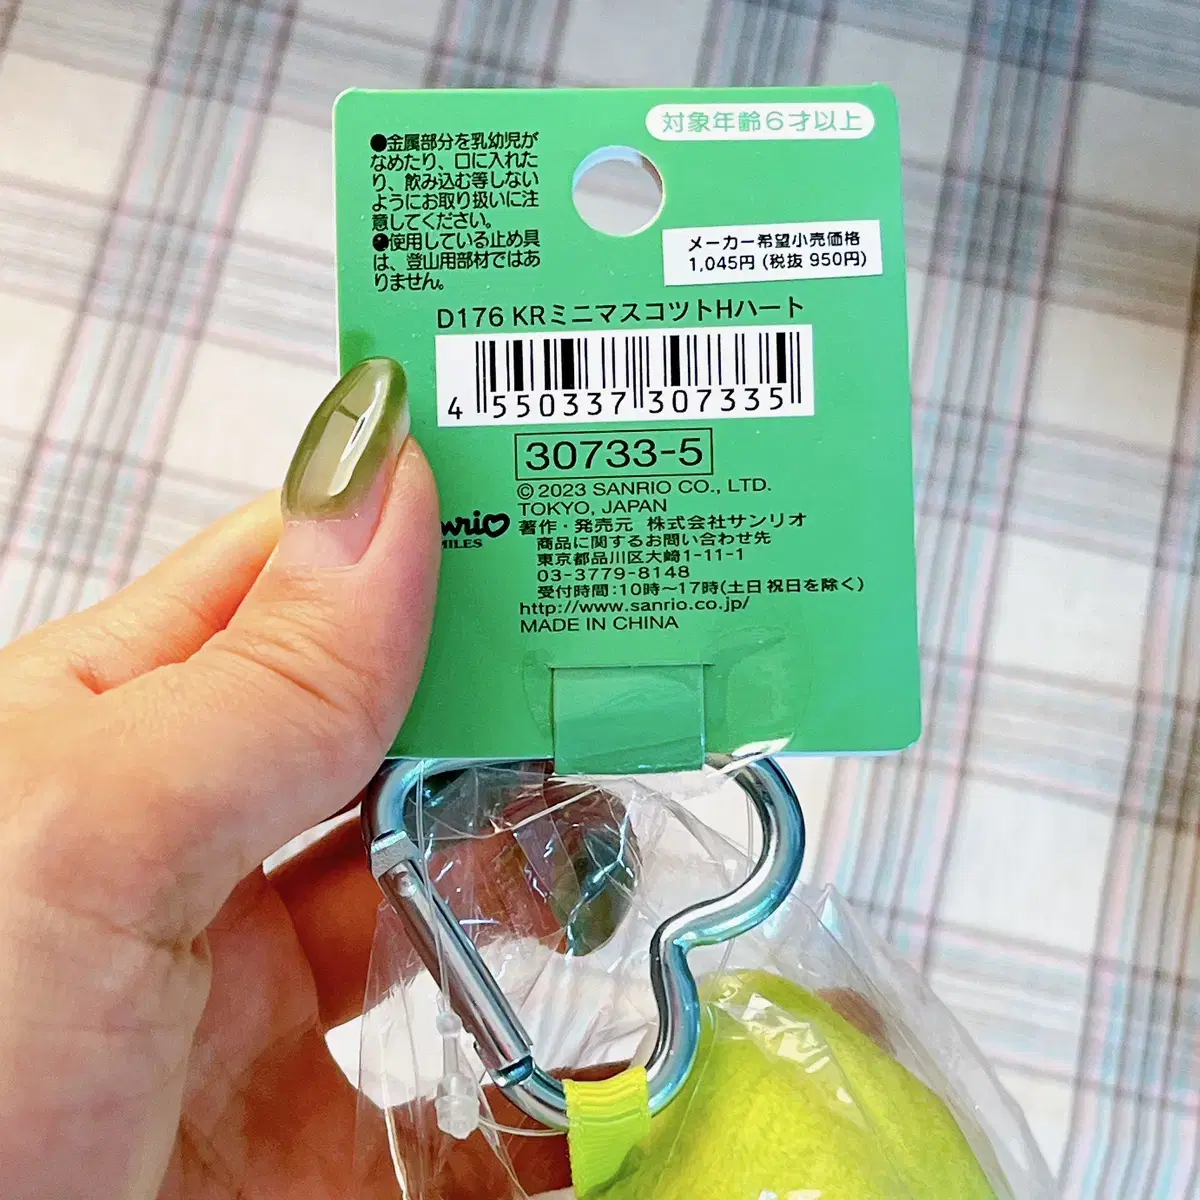 対象年齢6才以上
●金属部分を乳幼児が
なめたり、口に入れた
り、飲み込む等しない
ようにお取り扱いに注
意してください。
●使用している止め具
は、登山用部材ではあ
りません。
メーカー希望小売価格
1,045円 (税抜 950円)
D176 KRミニマスコツトHハート
4 550337 307335
30733-5
© 2023 SANRIO CO., LTD.
TOKYO, JAPAN
著作・発売元 株式会社サンリオ
商品に関するお問い合わせ先
東京都品川区大崎1-11-1
03-3779-8148
受付時間:10時〜17時(土日祝日を除く)
http://www.sanrio.co.jp/
MADE IN CHINA